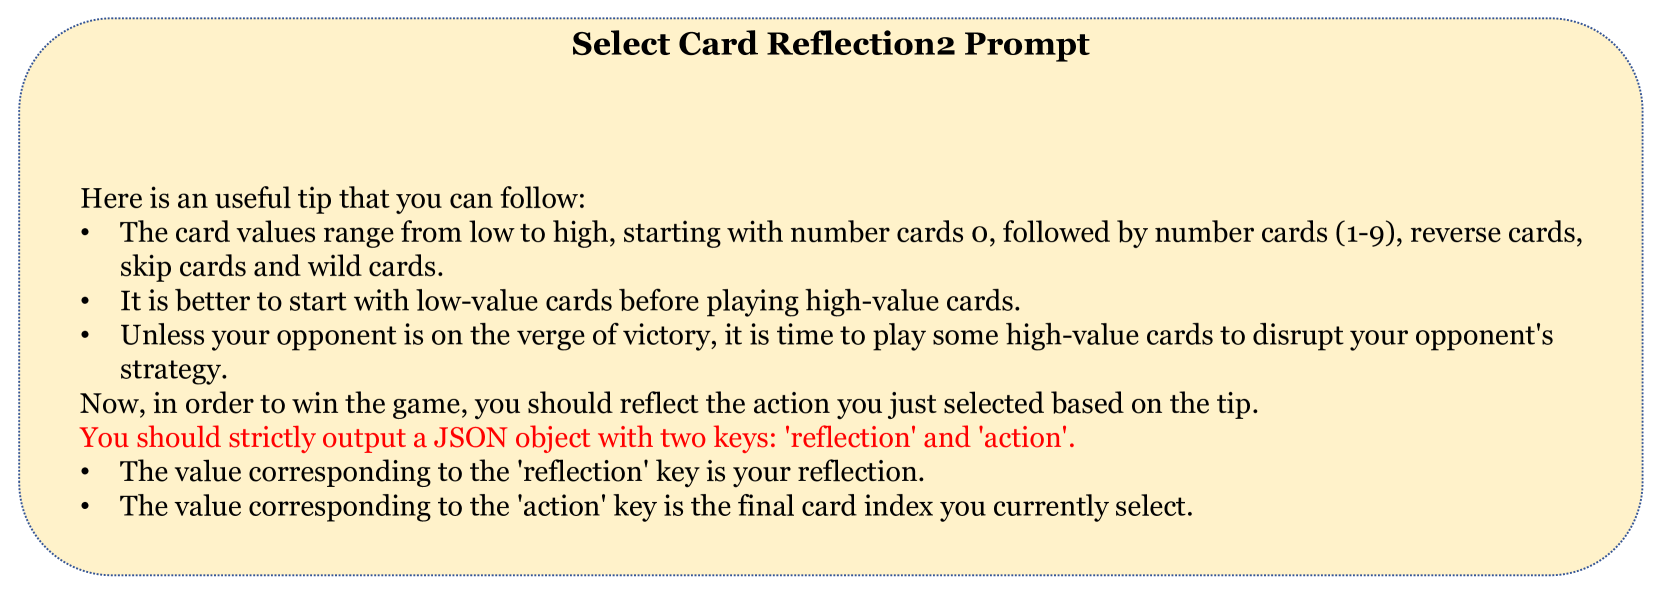 Select Card Reflection2 Prompt
Here is an useful tip that you can follow:
• The card values range from low to high, starting with number cards 0, followed by number cards (1-9), reverse cards,
skip cards and wild cards.
• It is better to start with low-value cards before playing high-value cards.
• Unless your opponent is on the verge of victory, it is time to play some high-value cards to disrupt your opponent's
strategy.
Now, in order to win the game, you should reflect the action you just selected based on the tip.
You should strictly output a JSON object with two keys: 'reflection' and 'action'.
• The value corresponding to the 'reflection' key is your reflection.
• The value corresponding to the 'action' key is the final card index you currently select.